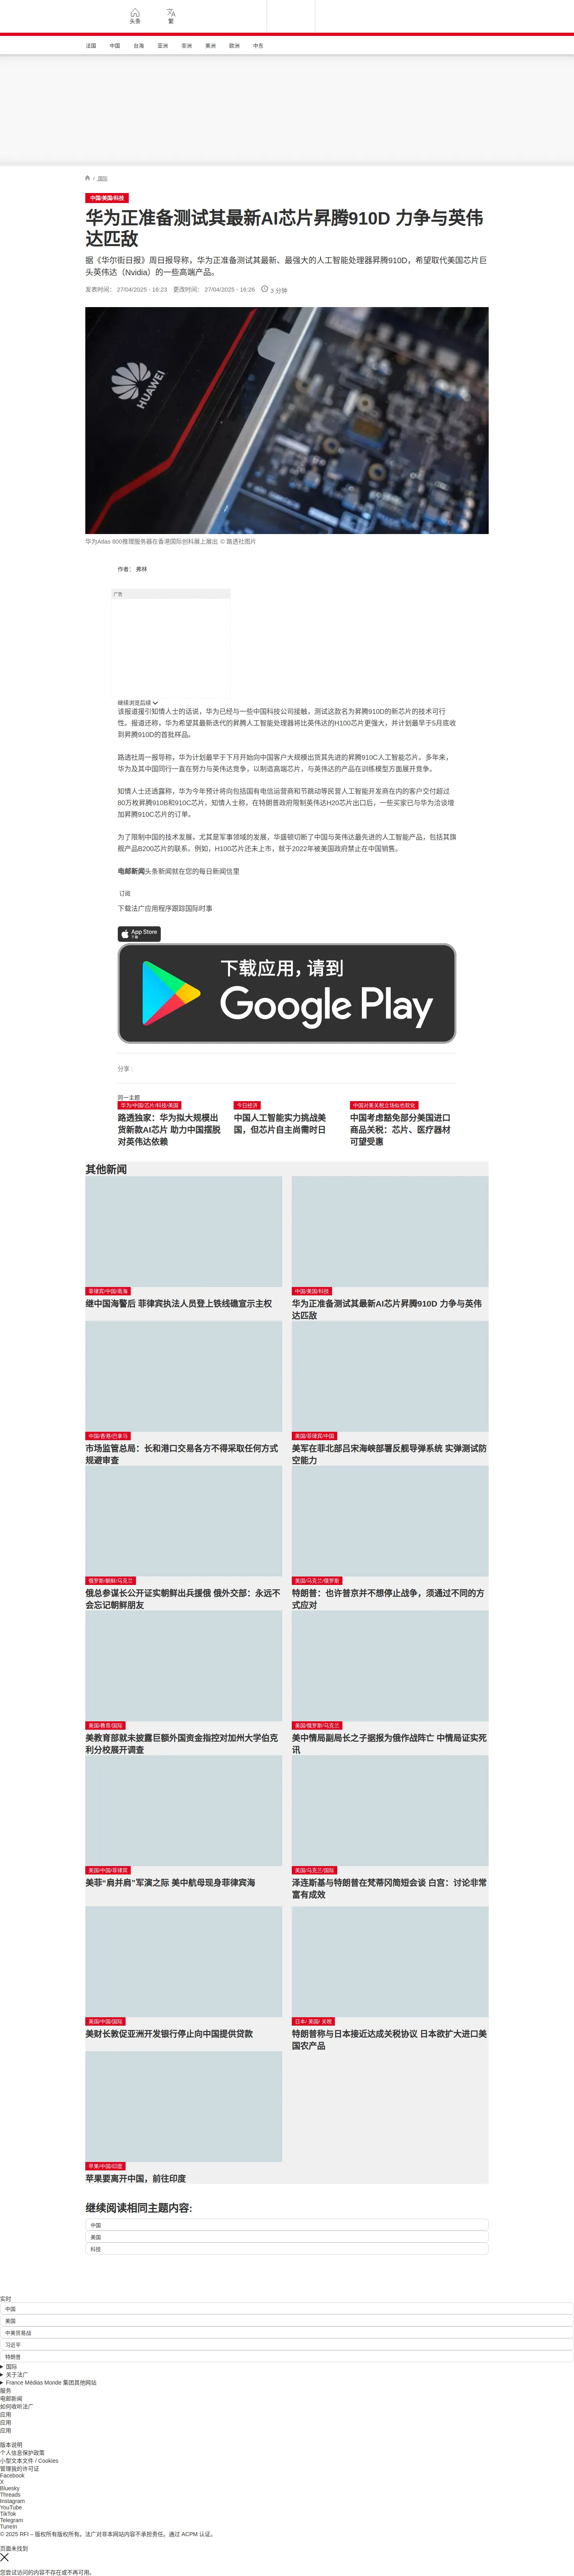 头条
繁
法国
中国
台海
亚洲
非洲
美洲
欧洲
中东
/ 国际
中国/美国/科技
华为正准备测试其最新AI芯片昇腾910D 力争与英伟
达匹敌
据《华尔街日报》周日报导称，华为正准备测试其最新、最强大的人工智能处理器昇腾910D，希望取代美国芯片巨
头英伟达（Nvidia）的一些高端产品。
发表时间： 27/04/2025 - 16:23 更改时间： 27/04/2025 - 16:26 3 分钟
HUAWEI
华为Atlas 800推理服务器在香港国际创科展上展出 © 路透社图片
作者： 弗林
广告
继续浏览后续
该报道援引知情人士的话说，华为已经与一些中国科技公司接触，测试这款名为昇腾910D的新芯片的技术可行
性。报道还称，华为希望其最新迭代的昇腾人工智能处理器将比英伟达的H100芯片更强大，并计划最早于5月底收
到昇腾910D的首批样品。
路透社周一报导称，华为计划最早于下月开始向中国客户大规模出货其先进的昇腾910C人工智能芯片。多年来，
华为及其中国同行一直在努力与英伟达竞争，以制造高端芯片，与英伟达的产品在训练模型方面展开竞争。
知情人士还透露称，华为今年预计将向包括国有电信运营商和节跳动等民营人工智能开发商在内的客户交付超过
80万枚昇腾910B和910C芯片。知情人士称，在特朗普政府限制英伟达H20芯片出口后，一些买家已与华为洽谈增
加昇腾910C芯片的订单。
为了限制中国的技术发展，尤其是军事领域的发展，华盛顿切断了中国与英伟达最先进的人工智能产品，包括其旗
舰产品B200芯片的联系。例如，H100芯片还未上市，就于2022年被美国政府禁止在中国销售。
电邮新闻头条新闻就在您的每日新闻信里
订阅
下载法广应用程序跟踪国际时事
App Store
下载
下载应用，请到
Google Play
分享 :
同一主题
华为/中国/芯片/科技/美国
路透独家：华为拟大规模出
货新款AI芯片 助力中国摆脱
对英伟达依赖
今日经济
中国人工智能实力挑战美
国，但芯片自主尚需时日
中国对美关税立场似也软化
中国考虑豁免部分美国进口
商品关税：芯片、医疗器材
可望受惠
其他新闻
菲律宾/中国/南海
继中国海警后 菲律宾执法人员登上铁线礁宣示主权
中国/美国/科技
华为正准备测试其最新AI芯片昇腾910D 力争与英伟
达匹敌
中国/香港/巴拿马
市场监管总局：长和港口交易各方不得采取任何方式
规避审查
美国/菲律宾/中国
美军在菲北部吕宋海峡部署反舰导弹系统 实弹测试防
空能力
俄罗斯/朝鲜/乌克兰
俄总参谋长公开证实朝鲜出兵援俄 俄外交部：永远不
会忘记朝鲜朋友
美国/乌克兰/俄罗斯
特朗普：也许普京并不想停止战争，须通过不同的方
式应对
美国/教育/国际
美教育部就未披露巨额外国资金指控对加州大学伯克
利分校展开调查
美国/俄罗斯/乌克兰
美中情局副局长之子据报为俄作战阵亡 中情局证实死
讯
美国/中国/菲律宾
美菲"肩并肩"军演之际 美中航母现身菲律宾海
美国/乌克兰/国际
泽连斯基与特朗普在梵蒂冈简短会谈 白宫：讨论非常
富有成效
美国/中国/国际
美财长敦促亚洲开发银行停止向中国提供贷款
日本/ 美国/ 关税
特朗普称与日本接近达成关税协议 日本欲扩大进口美
国农产品
苹果/中国/印度
苹果要离开中国，前往印度
继续阅读相同主题内容:
中国
美国
科技
实时
中国
美国
中美贸易战
习近平
特朗普
国际
关于法广
France Médias Monde 集团其他网站
服务
电邮新闻
如何收听法广
应用
应用
应用
版本说明
个人信息保护政策
小型文本文件 / Cookies
管理我的许可证
Facebook
X
Bluesky
Threads
Instagram
YouTube
TikTok
Telegram
TuneIn
© 2025 RFI – 版权所有版权所有。法广对非本网站内容不承担责任。通过 ACPM 认证。
页面未找到
您尝试访问的内容不存在或不再可用。